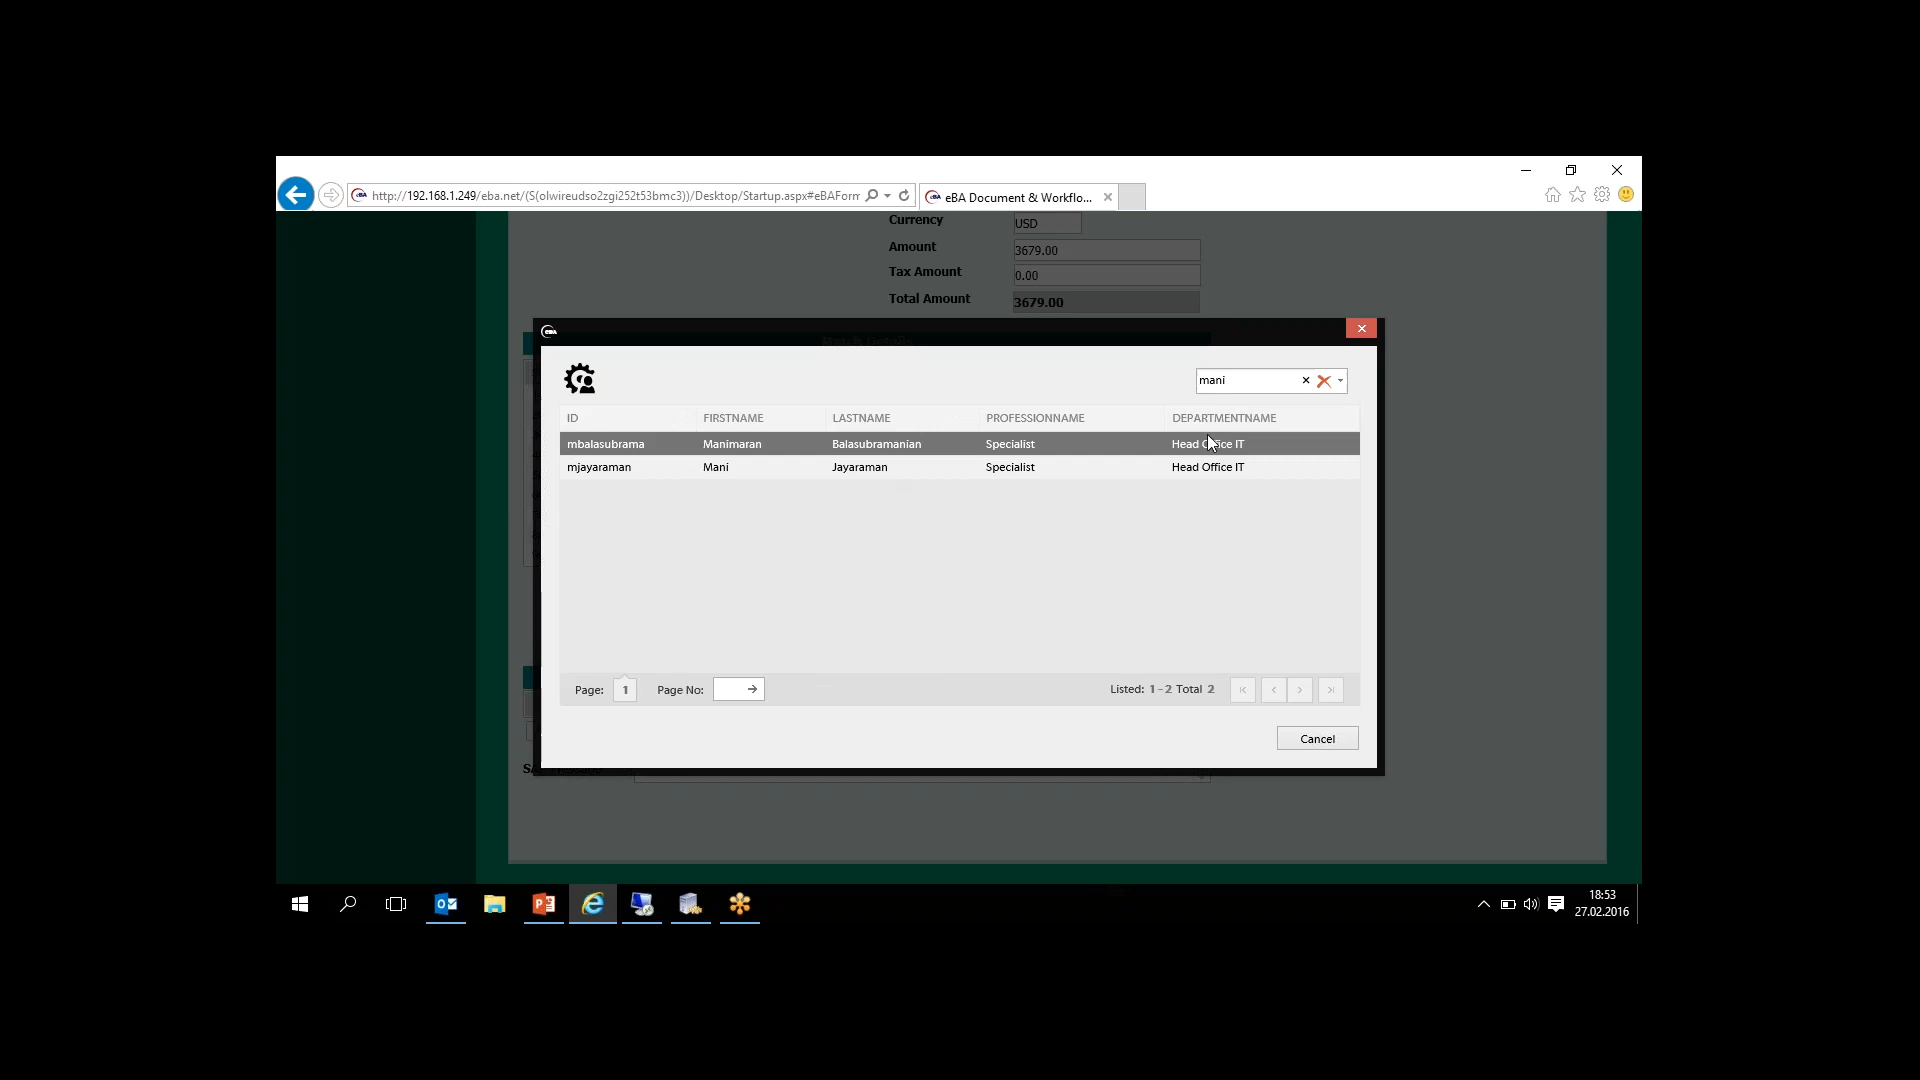 http://192.168.1.249/eba.net/(S(olwireudso2zgi252t53bmc3))/Desktop/Startup.aspx#eBAForm
eBA Document & Workflo...
Currency USD
Amount 3679.00
Tax Amount 0.00
Total Amount 3679.00
eBA
mani
ID FIRSTNAME LASTNAME PROFESSIONNAME DEPARTMENTNAME
mbalasubrama Manimaran Balasubramanian Specialist Head Office IT
mjayaraman Mani Jayaraman Specialist Head Office IT
Page: 1 Page No: Listed: 1 - 2 Total 2
Cancel
18:53
27.02.2016